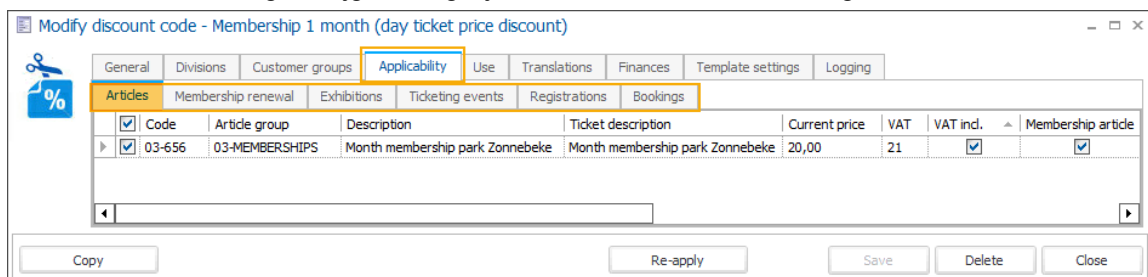 Modify discount code - Membership 1 month (day ticket price discount)
General Divisions Customer groups Applicability Use Translations Finances Template settings Logging
%
Articles Membership renewal Exhibitions Ticketing events Registrations Bookings
Code Article group Description Ticket description Current price VAT VAT incl. Membership article
03-656 03-MEMBERSHIPS Month membership park Zonnebeke Month membership park Zonnebeke 20,00 21
Copy Re-apply Save Delete Close